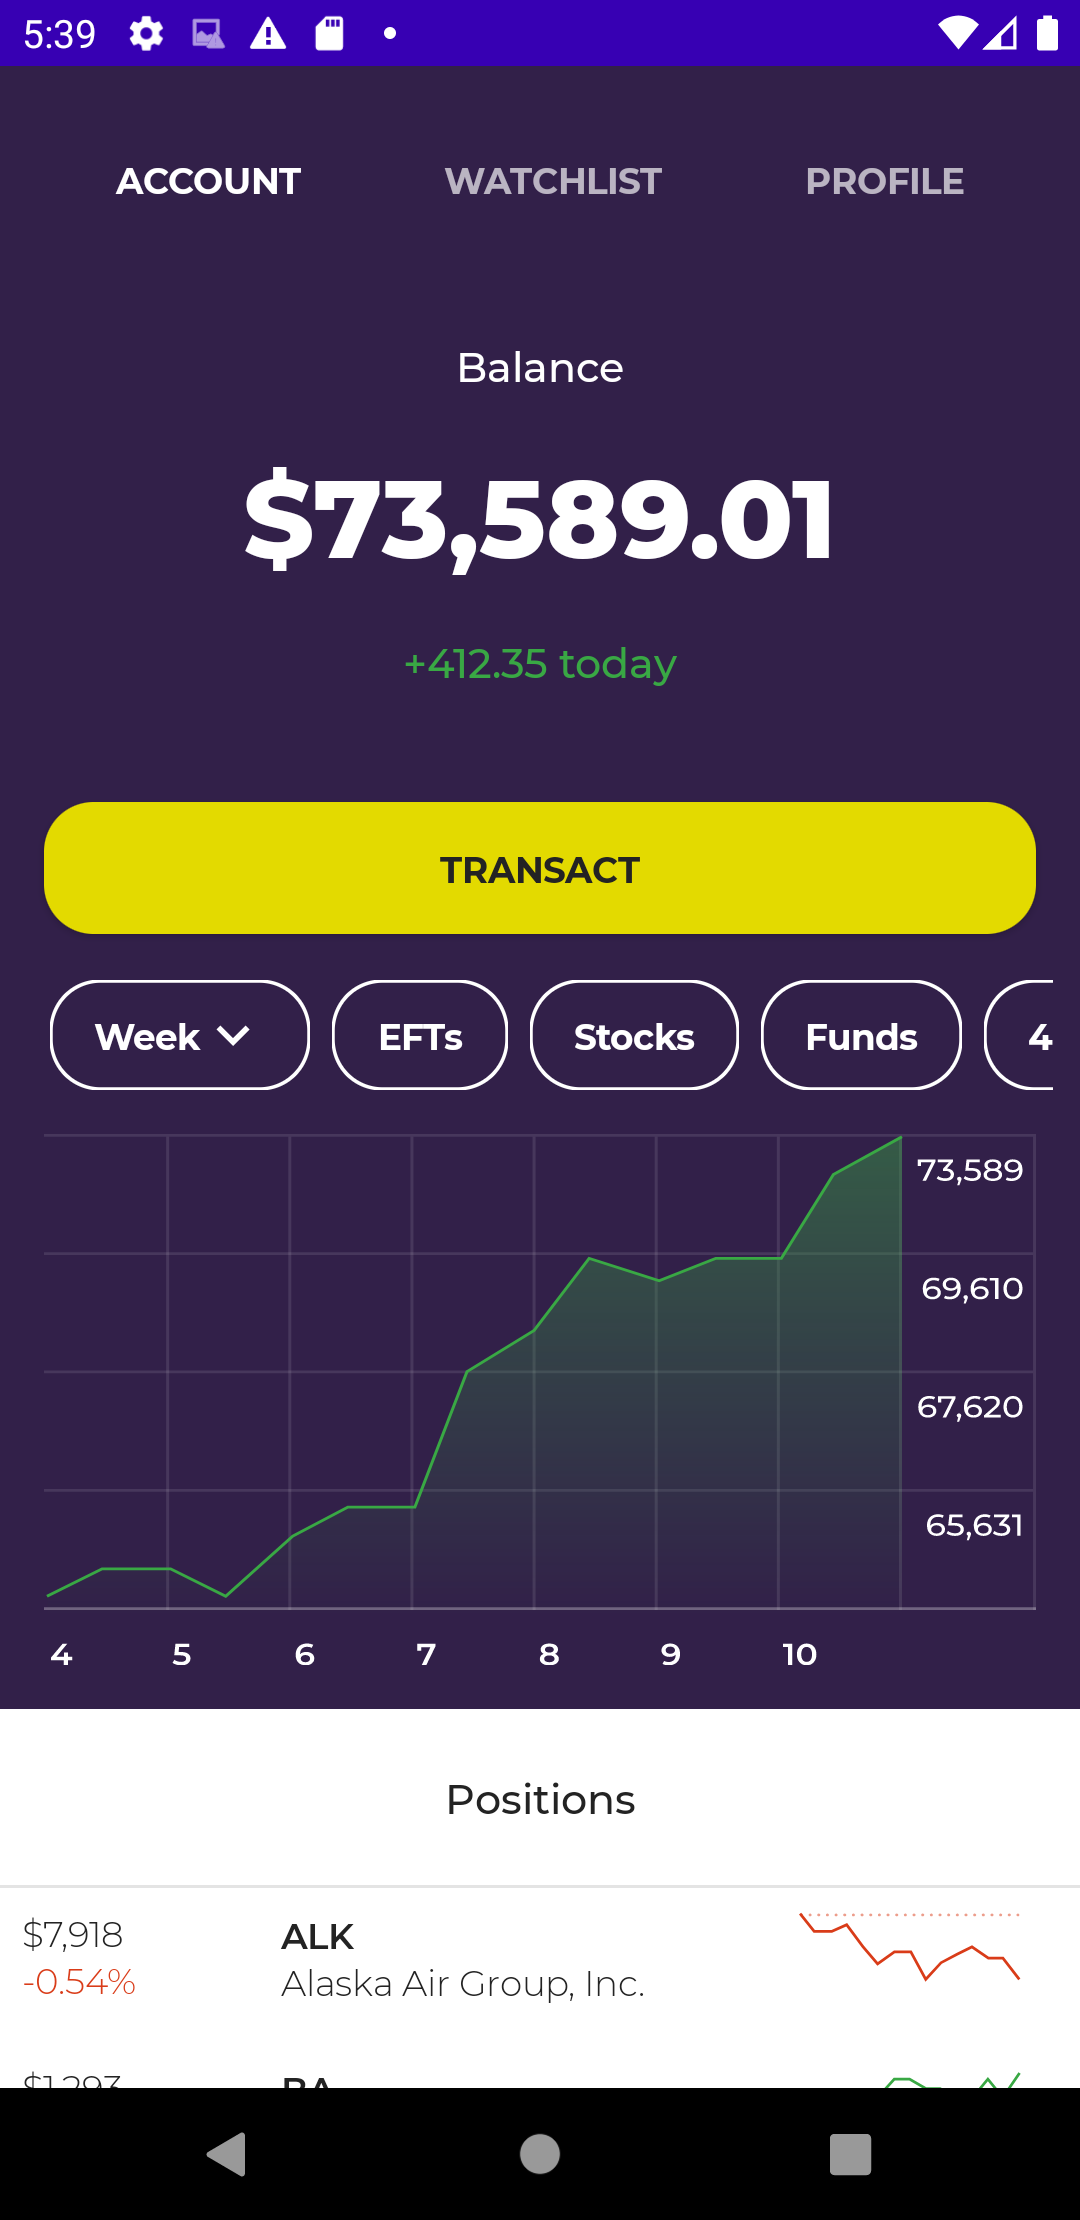 5:39
ACCOUNT WATCHLIST PROFILE
Balance
$73,589.01
+412.35 today
TRANSACT
Week EFTs Stocks Funds 4
73,589
69,610
67,620
65,631
4 5 6 7 8 9 10
Positions
$7,918 ALK
-0.54% Alaska Air Group, Inc.
$1,293 BA